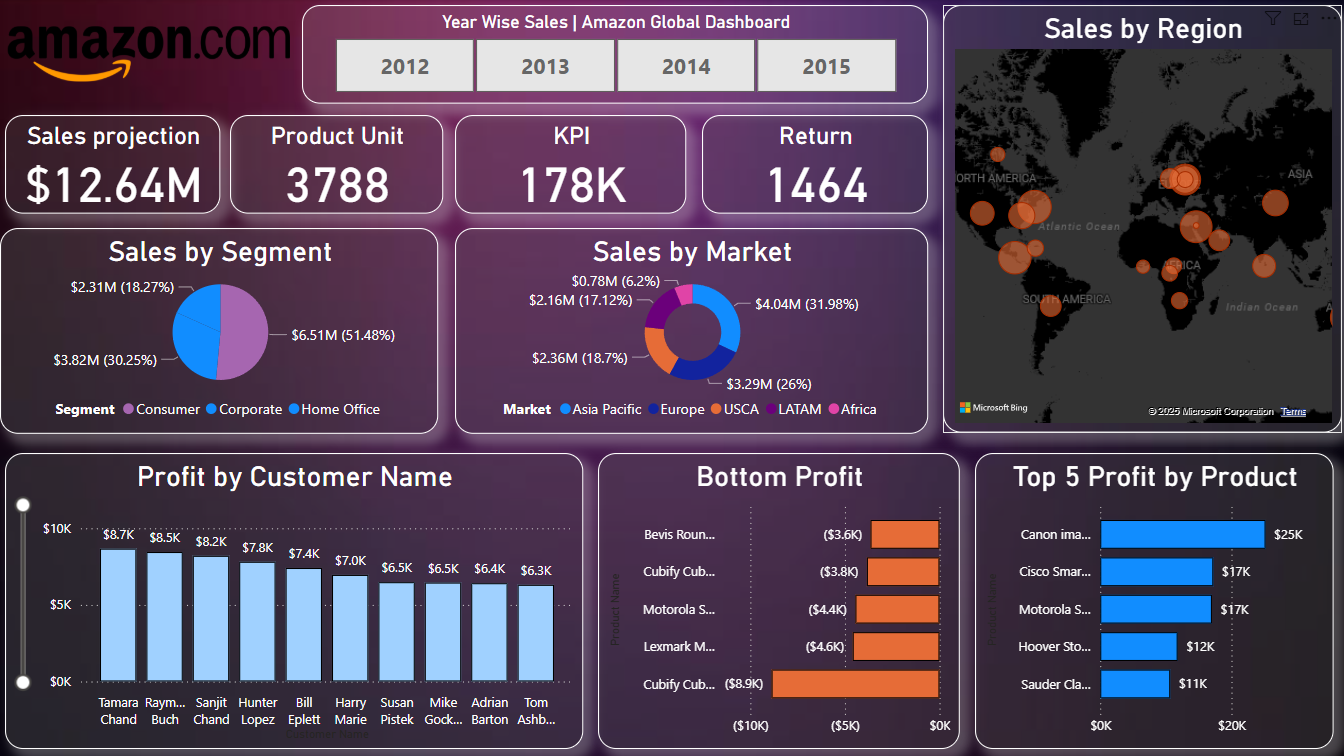 amazon.com
Year Wise Sales | Amazon Global Dashboard
2012
2013
2014
2015
Sales projection
$12.64M
Product Unit
3788
KPI
178K
Return
1464
Sales by Region
NORTH AMERICA
ASIA
Atlantic Ocean
AFRICA
SOUTH AMERICA
Indian Ocean
Microsoft Bing
© 2025 Microsoft Corporation Terms
Sales by Segment
$2.31M (18.27%)
$6.51M (51.48%)
$3.82M (30.25%)
Segment Consumer Corporate Home Office
Sales by Market
$0.78M (6.2%)
$2.16M (17.12%)
$4.04M (31.98%)
$2.36M (18.7%)
$3.29M (26%)
Market Asia Pacific Europe USCA LATAM Africa
Profit by Customer Name
$10K
$5K
$0K
$8.7K
$8.5K
$8.2K
$7.8K
$7.4K
$7.0K
$6.5K
$6.5K
$6.4K
$6.3K
Tamara Chand
Raym... Buch
Sanjit Chand
Hunter Lopez
Bill Eplett
Harry Marie
Susan Pistek
Mike Gock...
Adrian Barton
Tom Ashb...
Customer Name
Bottom Profit
Product Name
Bevis Roun... ($3.6K)
Cubify Cub... ($3.8K)
Motorola S... ($4.4K)
Lexmark M... ($4.6K)
Cubify Cub... ($8.9K)
($10K) ($5K) $0K
Top 5 Profit by Product
Product Name
Canon ima... $25K
Cisco Smar... $17K
Motorola S... $17K
Hoover Sto... $12K
Sauder Cla... $11K
$0K $20K